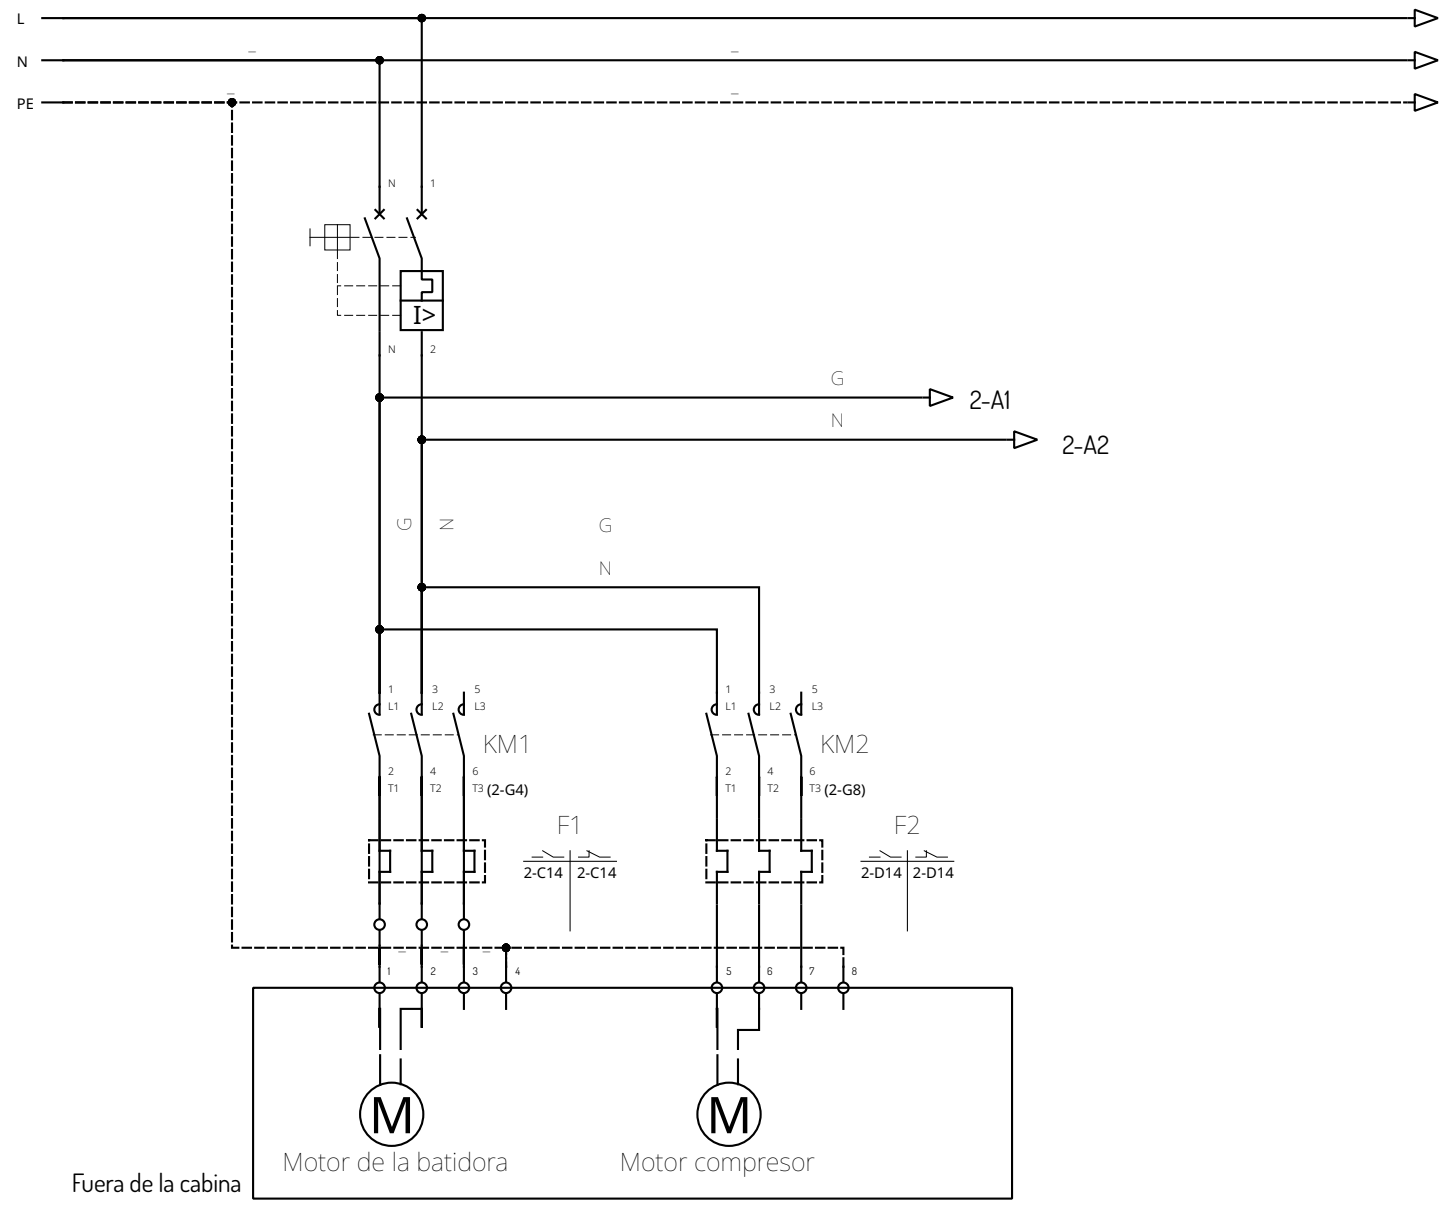 L
N
PE
N 1
I>
N 2
G
2-A1
N
2-A2
G N G
N
1 3 5 1 3 5
L1 L2 L3 L1 L2 L3
KM1 KM2
2 4 6 2 4 6
T1 T2 T3 (2-G4) T1 T2 T3 (2-G8)
F1 F2
2-C14 2-C14 2-D14 2-D14
1 2 3 4 5 6 7 8
M M
Motor de la batidora Motor compresor
Fuera de la cabina